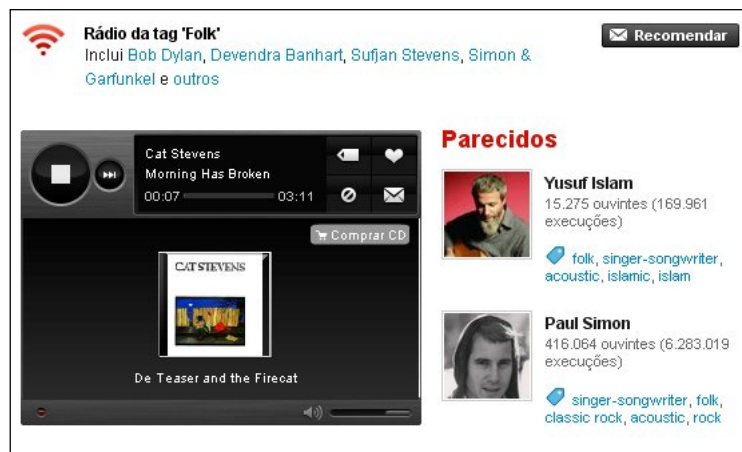 Rádio da tag 'Folk'
Inclui Bob Dylan, Devendra Banhart, Sufjan Stevens, Simon &
Garfunkel e outros
Recomendar
Cat Stevens
Morning Has Broken
00:07 03:11
Comprar CD
CAT STEVENS
De Teaser and the Firecat
Parecidos
Yusuf Islam
15.275 ouvintes (169.961
execuções)
folk, singer-songwriter,
acoustic, islamic, islam
Paul Simon
416.064 ouvintes (6.283.019
execuções)
singer-songwriter, folk,
classic rock, acoustic, rock